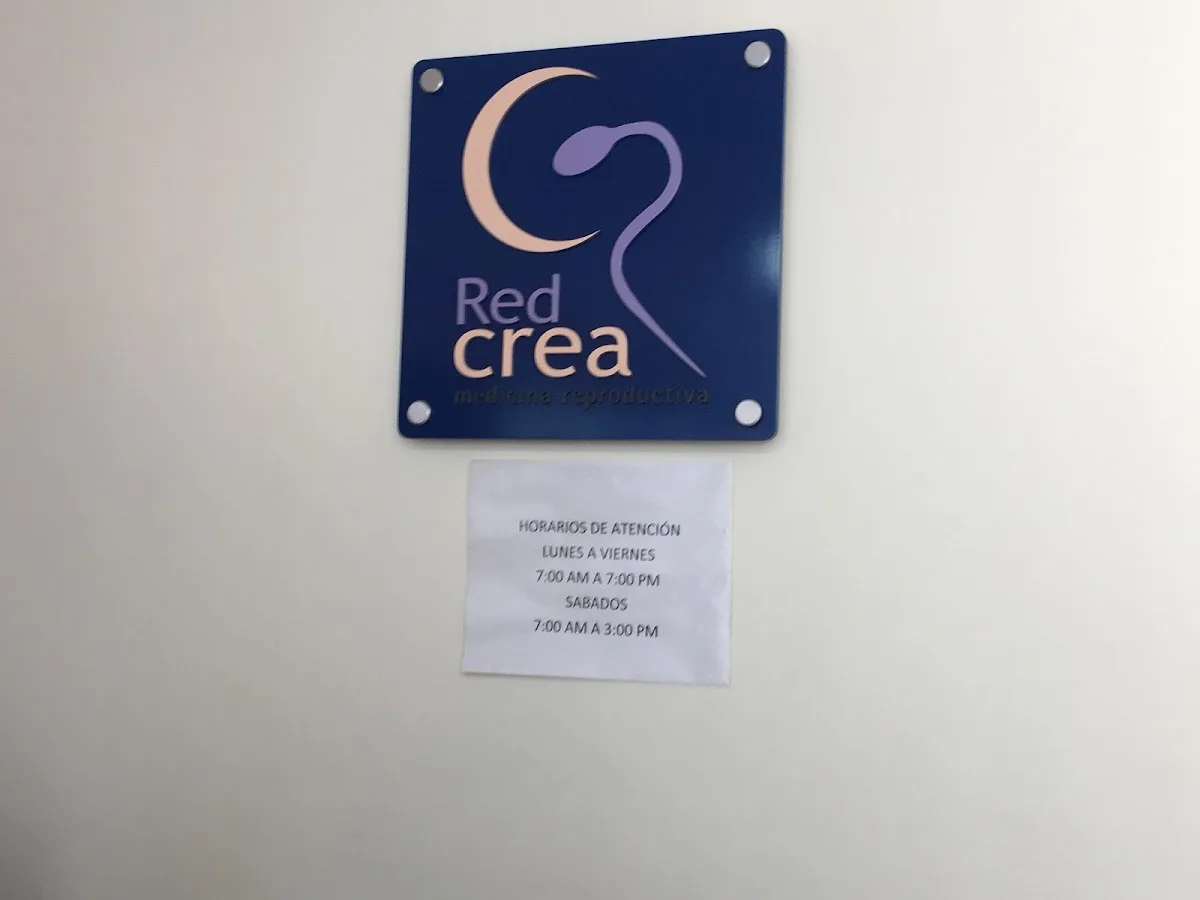 Red
crea
medicina reproductiva
HORARIOS DE ATENCIÓN
LUNES A VIERNES
7:00 AM A 7:00 PM
SABADOS
7:00 AM A 3:00 PM